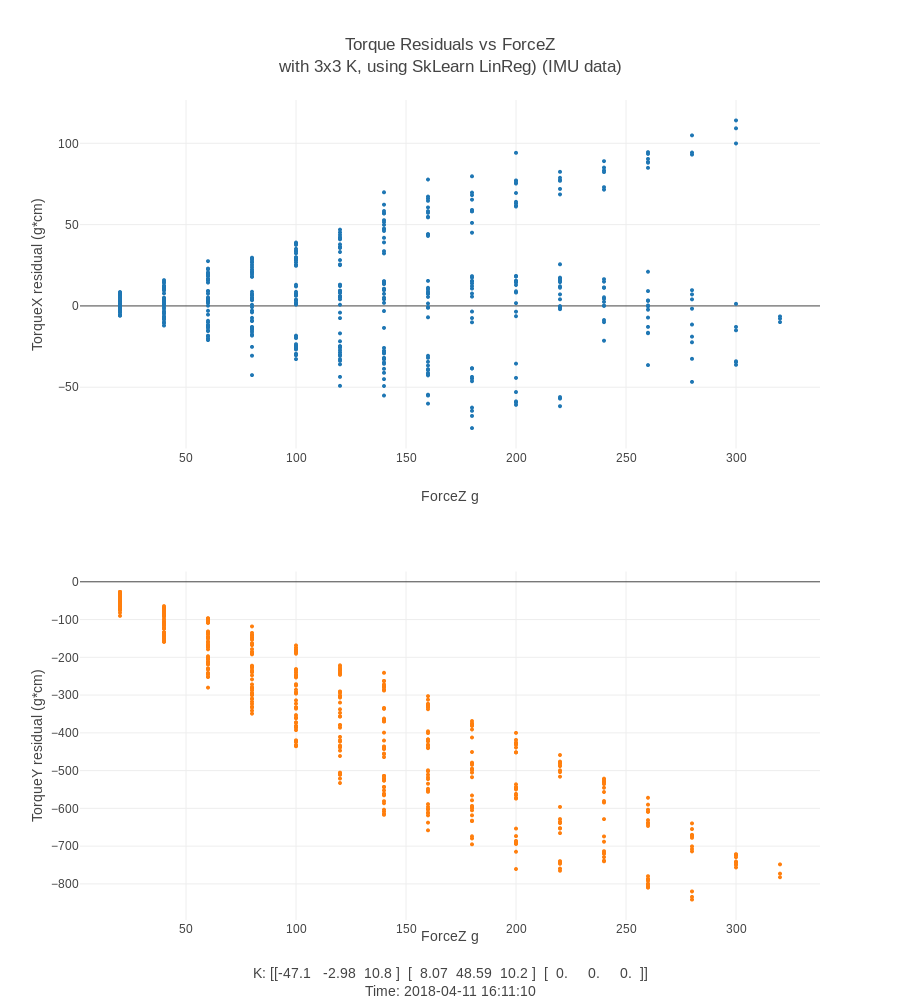 Torque Residuals vs ForceZ
with 3x3 K, using SkLearn LinReg) (IMU data)
100
50
0
−50
TorqueX residual (g*cm)
50 100 150 200 250 300
ForceZ g
0
−100
−200
−300
−400
−500
−600
−700
−800
TorqueY residual (g*cm)
50 100 150 200 250 300
ForceZ g
K: [[-47.1 -2.98 10.8 ] [ 8.07 48.59 10.2 ] [ 0. 0. 0. ]]
Time: 2018-04-11 16:11:10